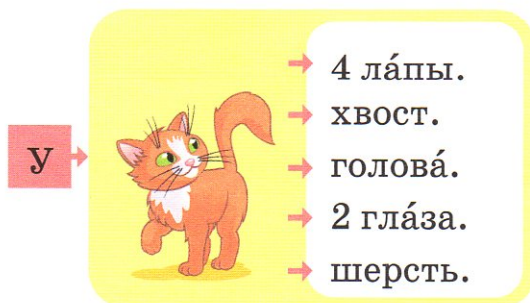 У
4 ла́пы.
хвост.
голова́.
2 гла́за.
шерсть.